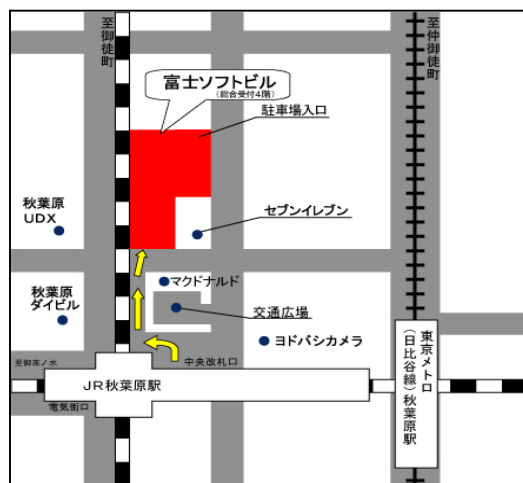 至御徒町
至仲御徒町
富士ソフトビル
(総合受付4階)
駐車場入口
秋葉原
UDX
セブンイレブン
マクドナルド
秋葉原
ダイビル
交通広場
ヨドバシカメラ
至御茶ノ水
中央改札口
JR秋葉原駅
電気街口
東京メトロ
(日比谷線)秋葉原駅